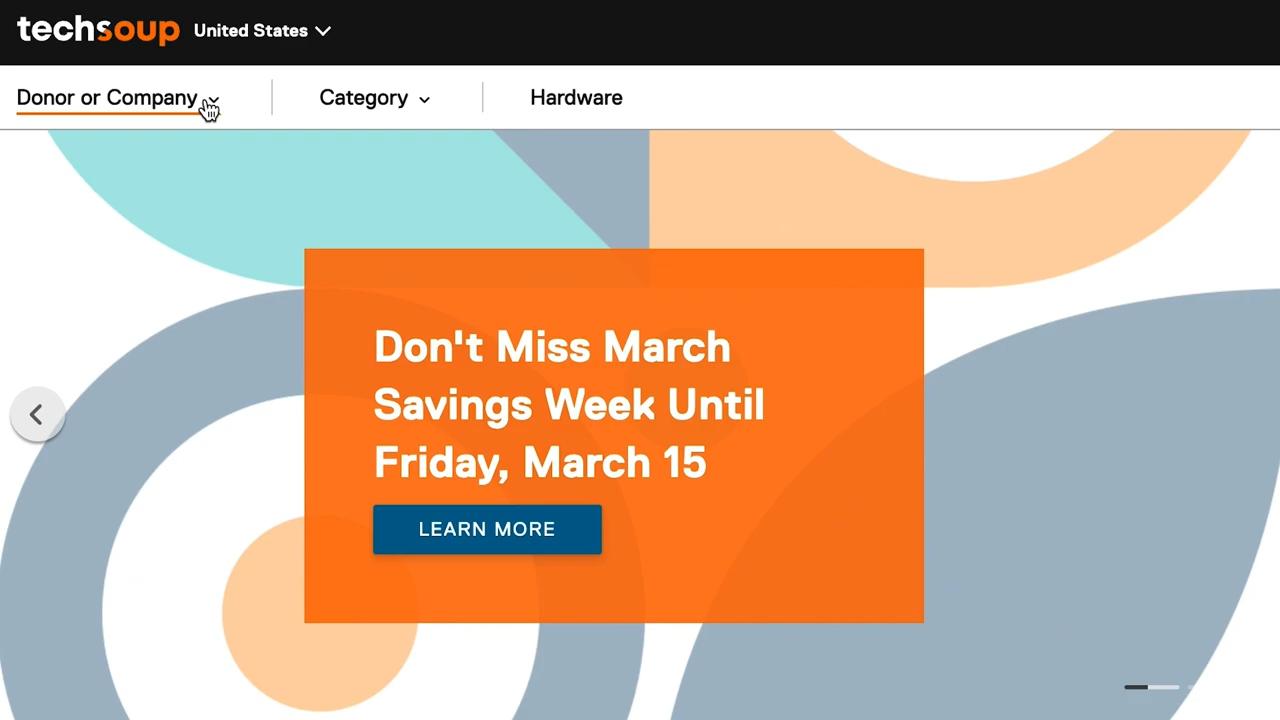 techsoup United States
Donor or Company Category Hardware
Don't Miss March
Savings Week Until
Friday, March 15
LEARN MORE